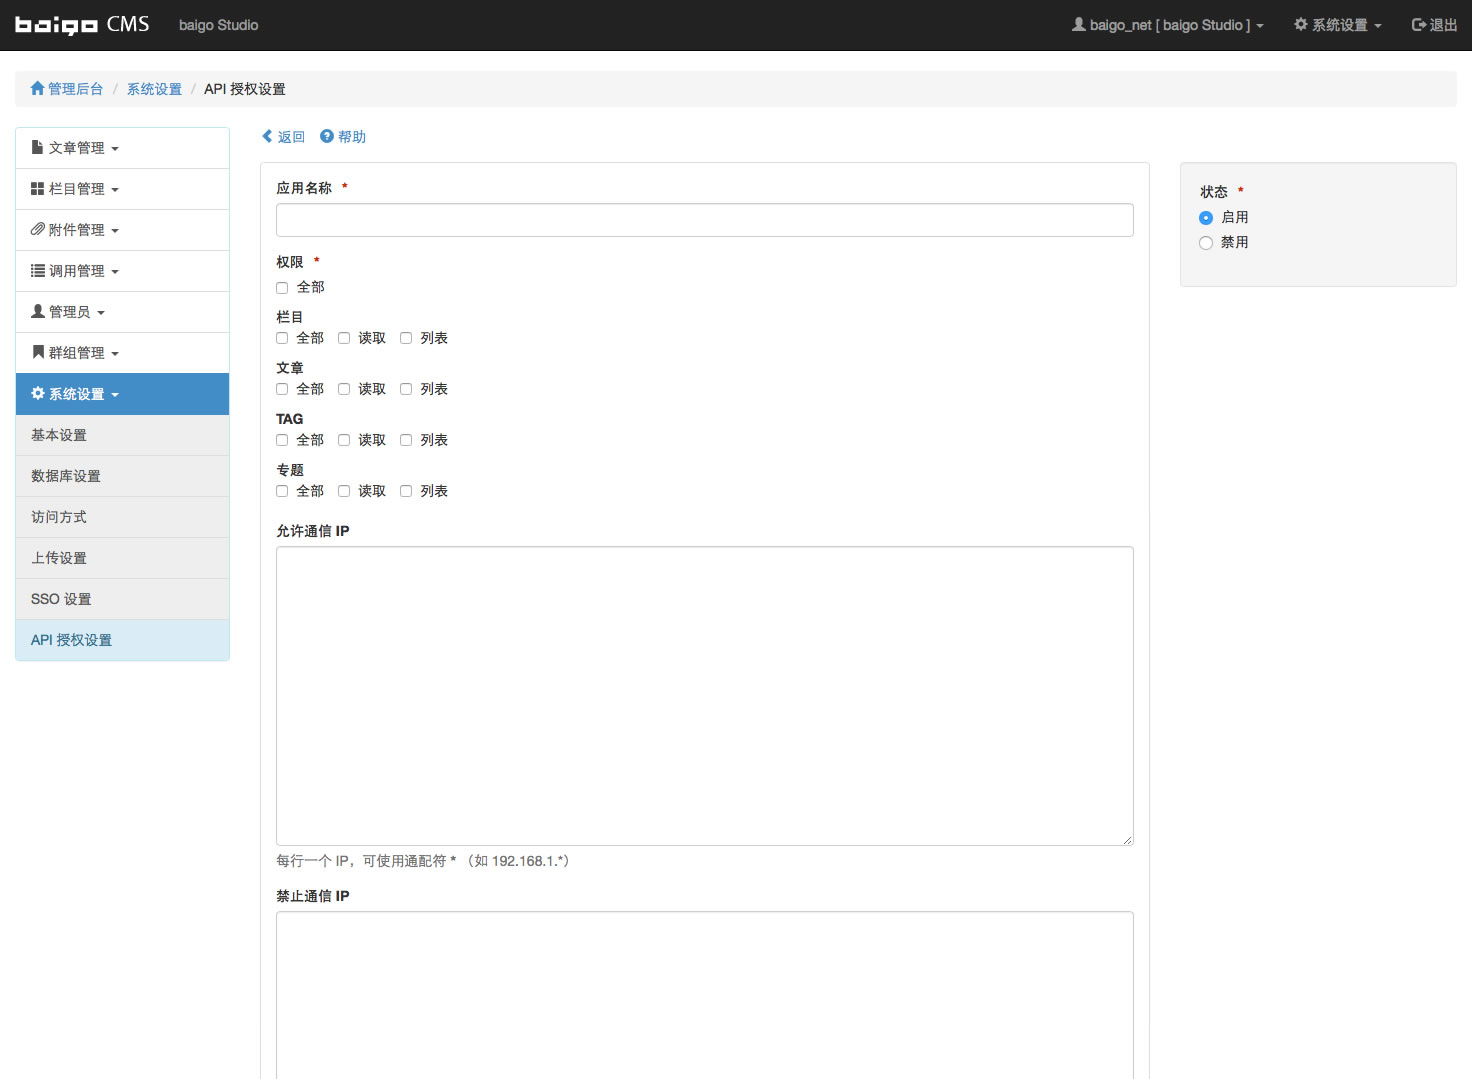 baigo CMS baigo Studio baigo_net [ baigo Studio ] 系统设置 退出
管理后台 / 系统设置 / API 授权设置
文章管理
栏目管理
附件管理
调用管理
管理员
群组管理
系统设置
基本设置
数据库设置
访问方式
上传设置
SSO 设置
API 授权设置
返回 帮助
应用名称 *
权限 *
全部
栏目
全部 读取 列表
文章
全部 读取 列表
TAG
全部 读取 列表
专题
全部 读取 列表
允许通信 IP
每行一个 IP，可使用通配符 * （如 192.168.1.*）
禁止通信 IP
状态 *
启用
禁用